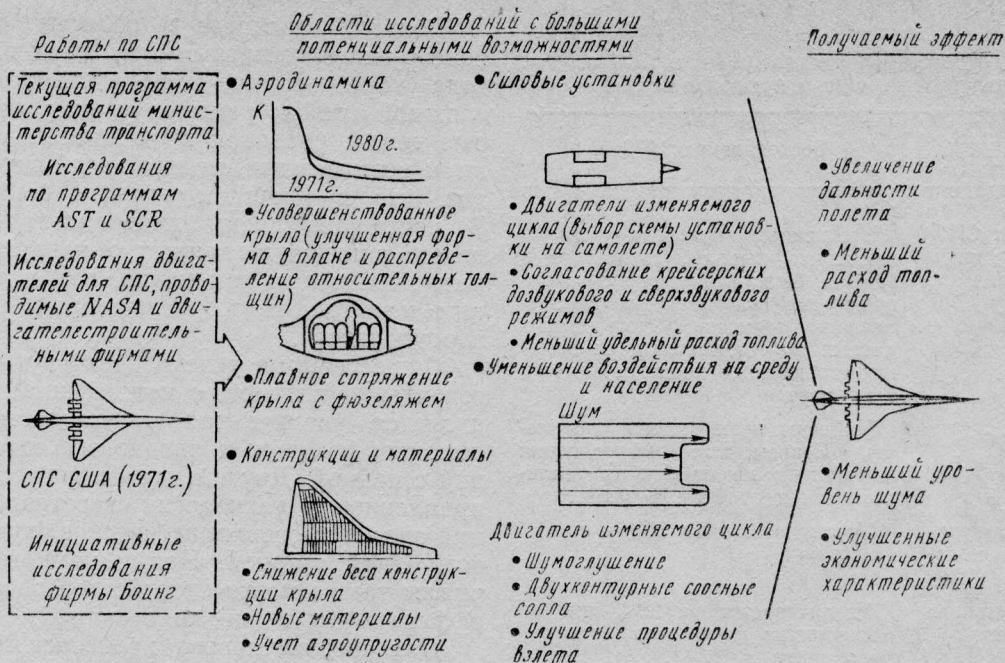 Работы по СПС
Текущая программа
исследований минис-
терства транспорта
Исследования
по программам
AST и SCR
Исследования двига-
телей для СПС, прово-
димые NASA и дви-
гателестроитель-
ными фирмами
СПС США (1971г.)
Инициативные
исследования
фирмы Боинг
Области исследований с большими
потенциальными возможностями
• Аэродинамика
K
1980г.
1971г.
• Усовершенствованное
крыло (улучшенная фор-
ма в плане и распреде-
ление относительных тол-
щин)
• Плавное сопряжение
крыла с фюзеляжем
• Конструкции и материалы
• Снижение веса конструк-
ции крыла
• Новые материалы
• Учет аэроупругости
• Силовые установки
• Двигатели изменяемого
цикла (выбор схемы установ-
ки на самолете)
• Согласование крейсерских
дозвукового и сверхзвукового
режимов
• Меньший удельный расход топлива
• Уменьшение воздействия на среду
и население
Шум
Двигатель изменяемого цикла
• Шумоглушение
• Двухконтурные соосные
сопла
• Улучшение процедуры
взлета
Получаемый эффект
• Увеличение
дальности
полета
• Меньший
расход топ-
лива
• Меньший уро-
вень шума
• Улучшенные
экономические
характеристики